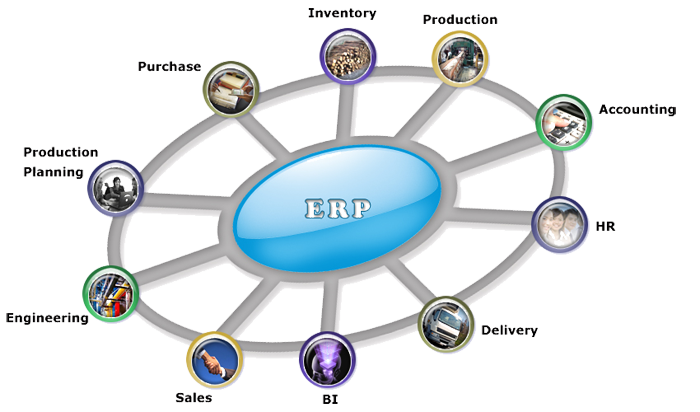 Inventory
Production
Purchase
Accounting
Production
Planning
ERP
HR
Engineering
Delivery
Sales
BI